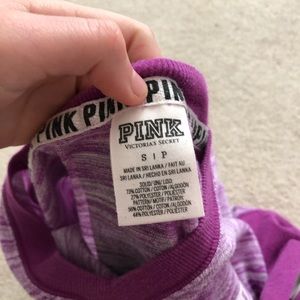 PINK PINK PIN
PINK
VICTORIA'S SECRET
S | P
MADE IN SRI LANKA / FAIT AU
SRI LANKA / HECHO EN SRI LANKA
SOLID / UNI / LISO
73% COTTON / COTON / ALGODÓN
27% POLYESTER / POLIÉSTER
PATTERN / MOTIF / PATRÓN
56% COTTON / COTON / ALGODÓN
44% POLYESTER / POLIÉSTER